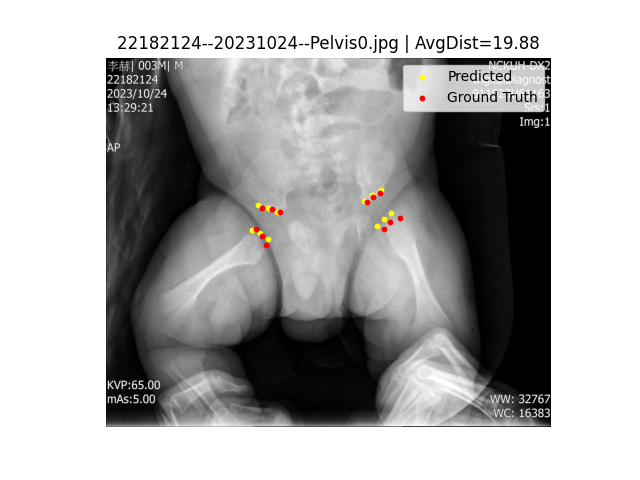 22182124--20231024--Pelvis0.jpg | AvgDist=19.88
李赫| 003M| M
22182124
2023/10/24
13:29:21
AP
NCKUH-DX2
Predicted
Ground Truth
Srs:1
Img:1
KVP:65.00
mAs:5.00
WW: 32767
WC: 16383